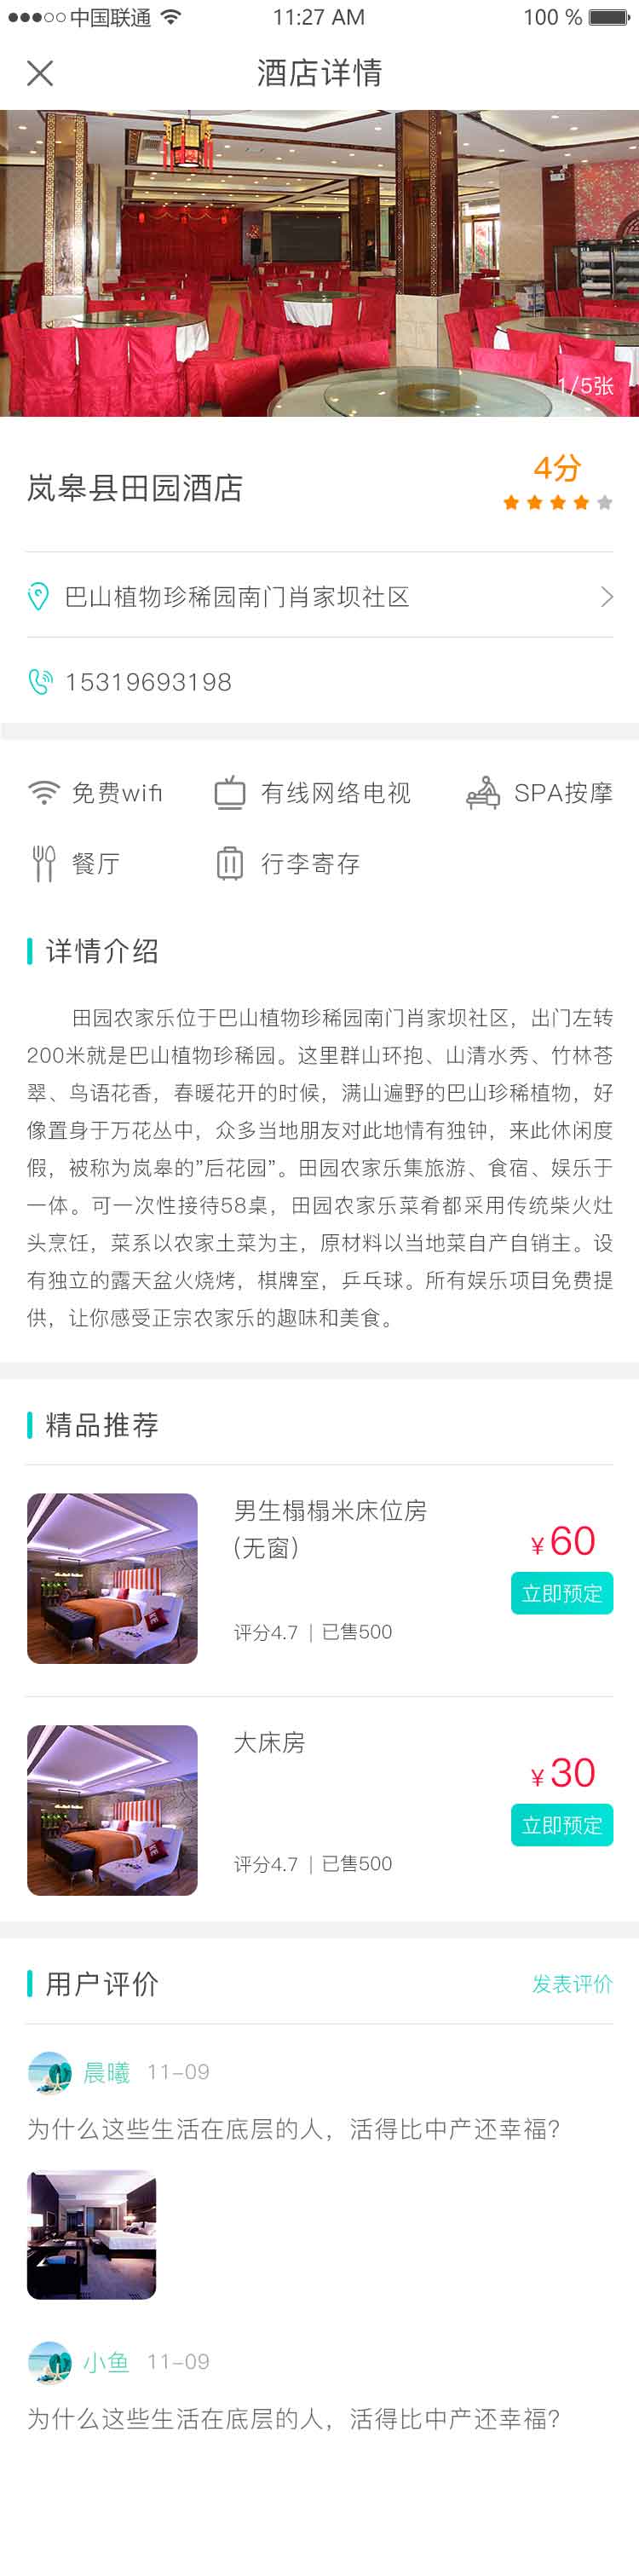 中国联通 11:27 AM 100 %
酒店详情
1/5张
岚皋县田园酒店
4分
巴山植物珍稀园南门肖家坝社区
15319693198
免费wifi 有线网络电视 SPA按摩
餐厅 行李寄存
详情介绍
田园农家乐位于巴山植物珍稀园南门肖家坝社区，出门左转
200米就是巴山植物珍稀园。这里群山环抱、山清水秀、竹林苍
翠、鸟语花香，春暖花开的时候，满山遍野的巴山珍稀植物，好
像置身于万花丛中，众多当地朋友对此地情有独钟，来此休闲度
假，被称为岚皋的"后花园"。田园农家乐集旅游、食宿、娱乐于
一体。可一次性接待58桌，田园农家乐菜肴都采用传统柴火灶
头烹饪，菜系以农家土菜为主，原材料以当地菜自产自销主。设
有独立的露天盆火烧烤，棋牌室，乒乓球。所有娱乐项目免费提
供，让你感受正宗农家乐的趣味和美食。
精品推荐
男生榻榻米床位房
(无窗)
¥60
立即预定
评分4.7 | 已售500
大床房
¥30
立即预定
评分4.7 | 已售500
用户评价 发表评价
晨曦 11-09
为什么这些生活在底层的人，活得比中产还幸福？
小鱼 11-09
为什么这些生活在底层的人，活得比中产还幸福？